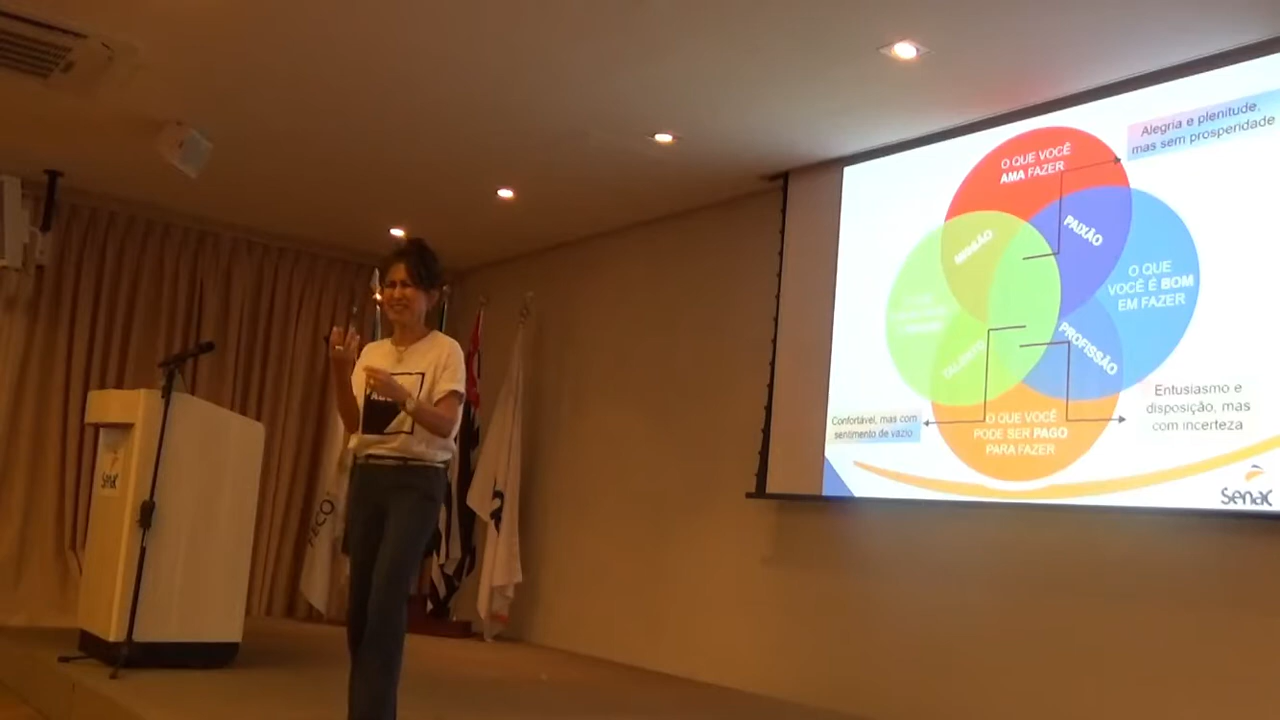 Alegria e plenitude,
mas sem prosperidade
O QUE VOCÊ
AMA FAZER
MISSÃO
PAIXÃO
O QUE
VOCÊ É BOM
EM FAZER
TALENTO
PROFISSÃO
Confortável, mas com
sentimento de vazio
O QUE VOCÊ
PODE SER PAGO
PARA FAZER
Entusiasmo e
disposição, mas
com incerteza
Senac
Senac
FECO